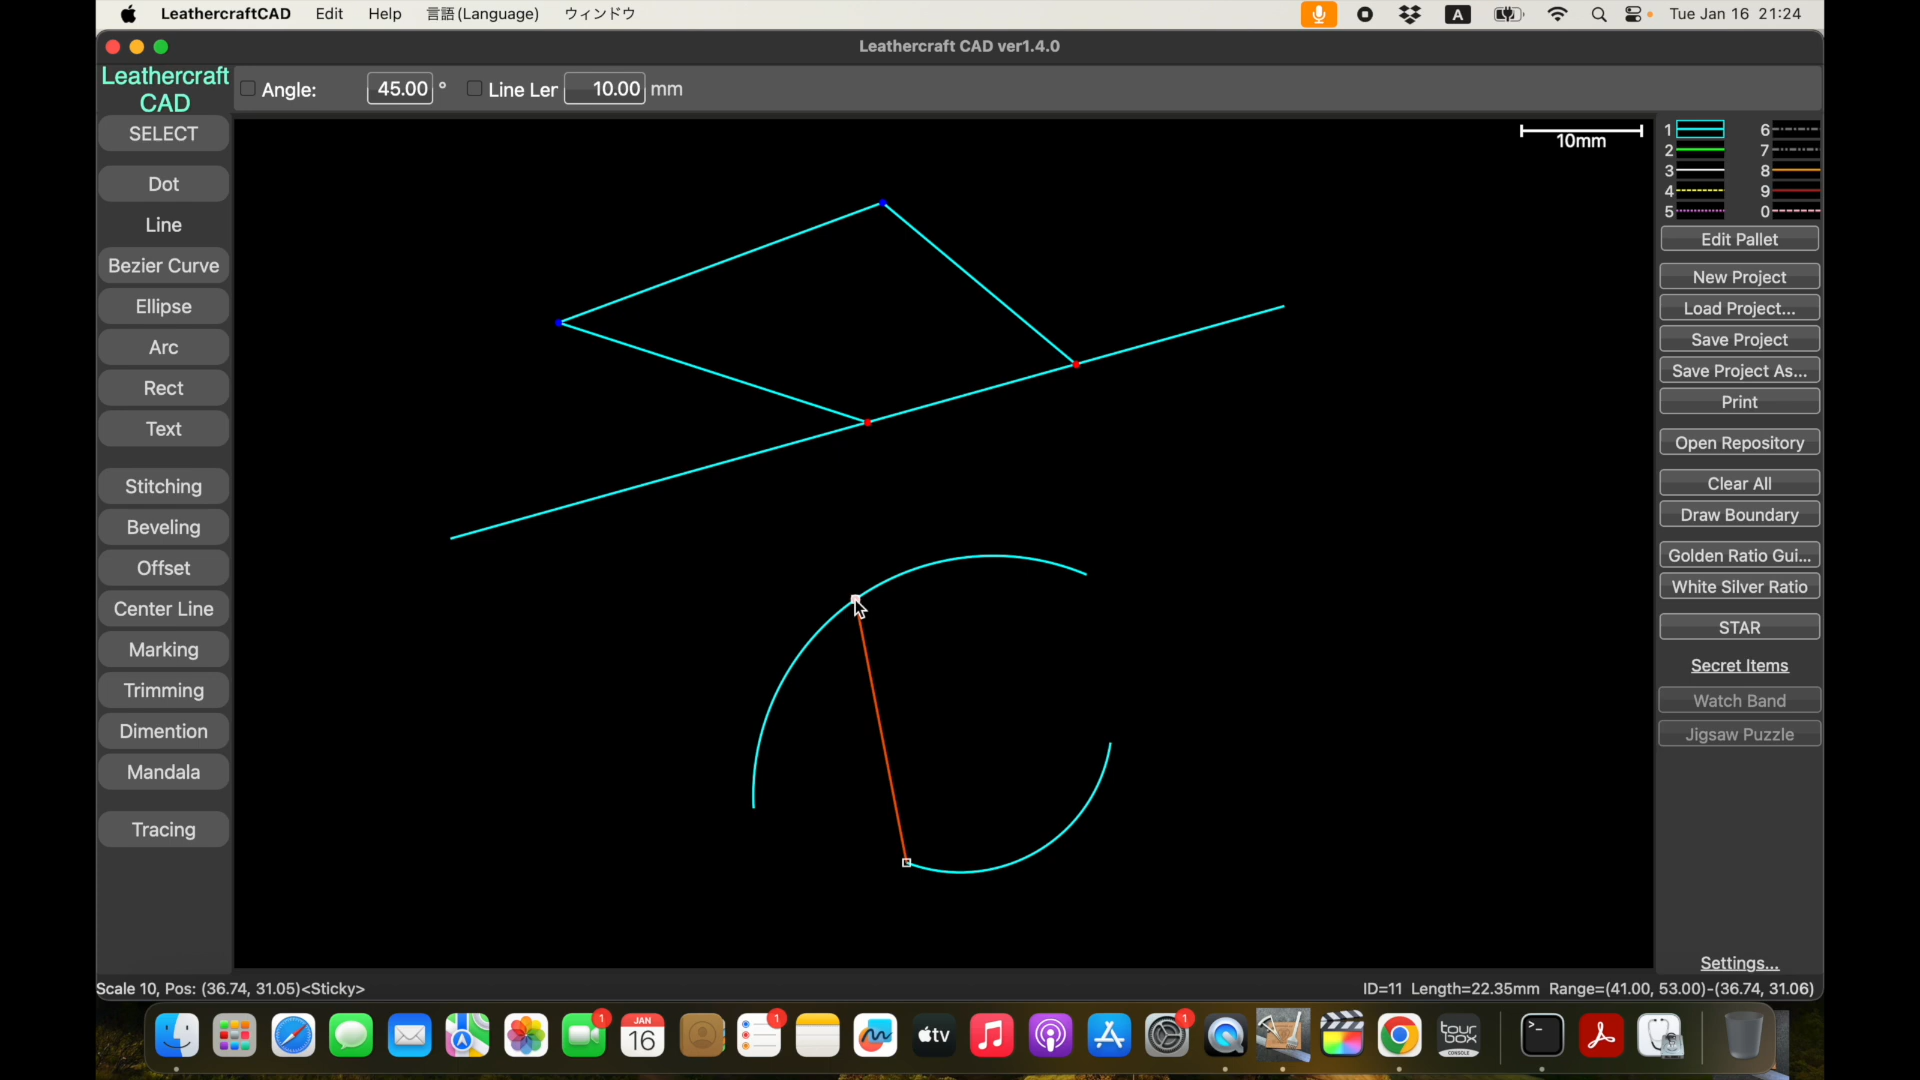 LeathercraftCAD Edit Help 言語(Language) ウィンドウ A Tue Jan 16 21:24
Leathercraft CAD ver1.4.0
Leathercraft
CAD
Angle: 45.00 ° Line Ler 10.00 mm
SELECT
Dot
Line
Bezier Curve
Ellipse
Arc
Rect
Text
Stitching
Beveling
Offset
Center Line
Marking
Trimming
Dimention
Mandala
Tracing
10mm
1 6
2 7
3 8
4 9
5 0
Edit Pallet
New Project
Load Project...
Save Project
Save Project As...
Print
Open Repository
Clear All
Draw Boundary
Golden Ratio Gui...
White Silver Ratio
STAR
Secret Items
Watch Band
Jigsaw Puzzle
Settings...
Scale 10, Pos: (36.74, 31.05)<Sticky>
ID=11 Length=22.35mm Range=(41.00, 53.00)-(36.74, 31.06)
1 JAN 16 1 tv 1 tour box CONSOLE >_